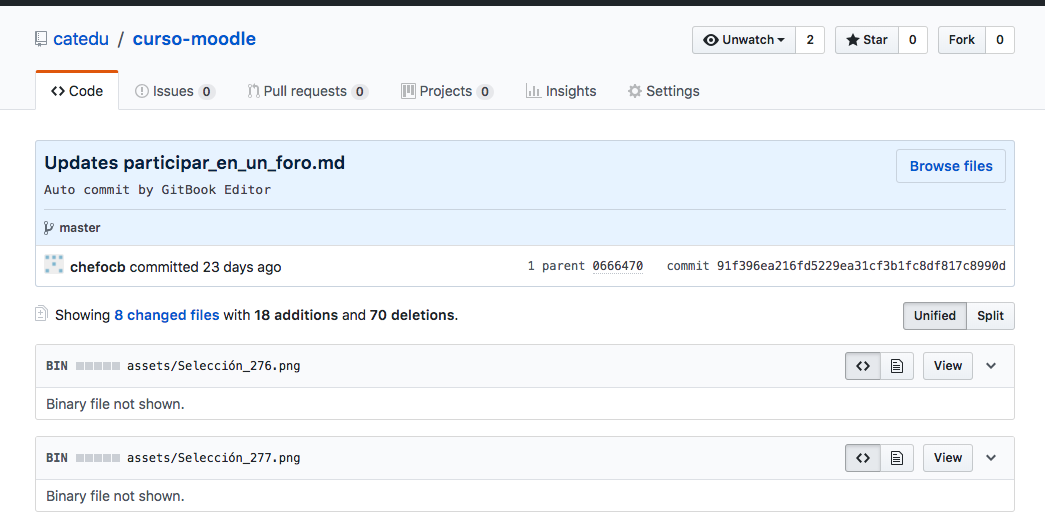 catedu / curso-moodle Unwatch 2 Star 0 Fork 0
Code Issues 0 Pull requests 0 Projects 0 Insights Settings
Updates participar_en_un_foro.md Browse files
Auto commit by GitBook Editor
master
chefocb committed 23 days ago 1 parent 0666470 commit 91f396ea216fd5229ea31cf3b1fc8df817c8990d
Showing 8 changed files with 18 additions and 70 deletions. Unified Split
BIN assets/Selección_276.png <> View
Binary file not shown.
BIN assets/Selección_277.png <> View
Binary file not shown.